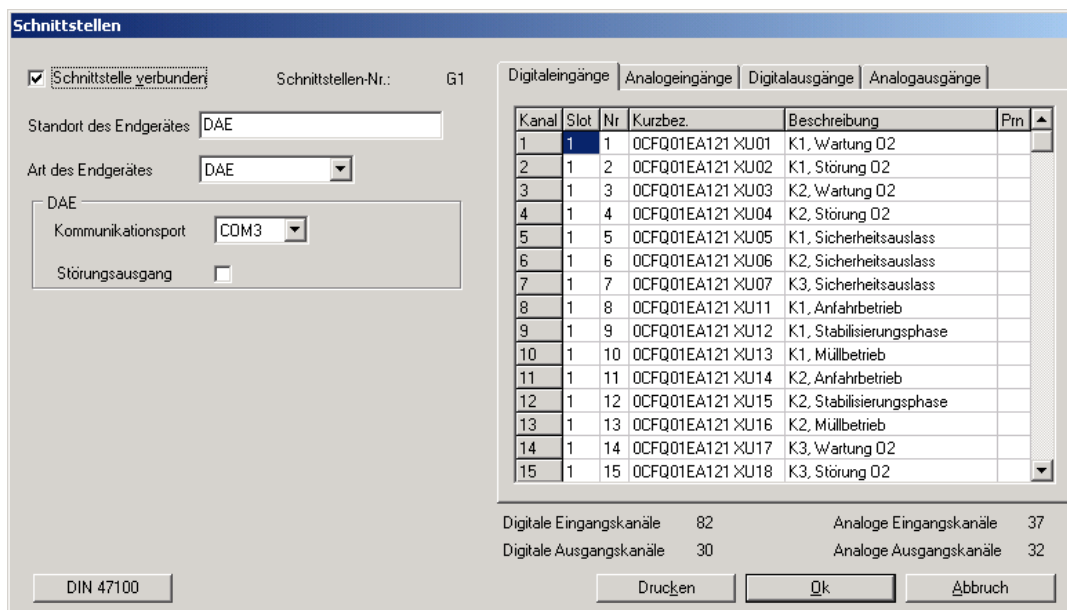 Schnittstellen
Schnittstelle verbunden Schnittstellen-Nr.: G1
Standort des Endgerätes DAE
Art des Endgerätes DAE
DAE
Kommunikationsport COM3
Störungsausgang
Digitaleingänge Analogeingänge Digitalausgänge Analogausgänge
Kanal Slot Nr Kurzbez. Beschreibung Prn
1 1 1 0CFQ01EA121 XU01 K1, Wartung O2
2 1 2 0CFQ01EA121 XU02 K1, Störung O2
3 1 3 0CFQ01EA121 XU03 K2, Wartung O2
4 1 4 0CFQ01EA121 XU04 K2, Störung O2
5 1 5 0CFQ01EA121 XU05 K1, Sicherheitsauslass
6 1 6 0CFQ01EA121 XU06 K2, Sicherheitsauslass
7 1 7 0CFQ01EA121 XU07 K3, Sicherheitsauslass
8 1 8 0CFQ01EA121 XU11 K1, Anfahrbetrieb
9 1 9 0CFQ01EA121 XU12 K1, Stabilisierungsphase
10 1 10 0CFQ01EA121 XU13 K1, Müllbetrieb
11 1 11 0CFQ01EA121 XU14 K2, Anfahrbetrieb
12 1 12 0CFQ01EA121 XU15 K2, Stabilisierungsphase
13 1 13 0CFQ01EA121 XU16 K2, Müllbetrieb
14 1 14 0CFQ01EA121 XU17 K3, Wartung O2
15 1 15 0CFQ01EA121 XU18 K3, Störung O2
Digitale Eingangskanäle 82 Analoge Eingangskanäle 37
Digitale Ausgangskanäle 30 Analoge Ausgangskanäle 32
DIN 47100 Drucken Ok Abbruch